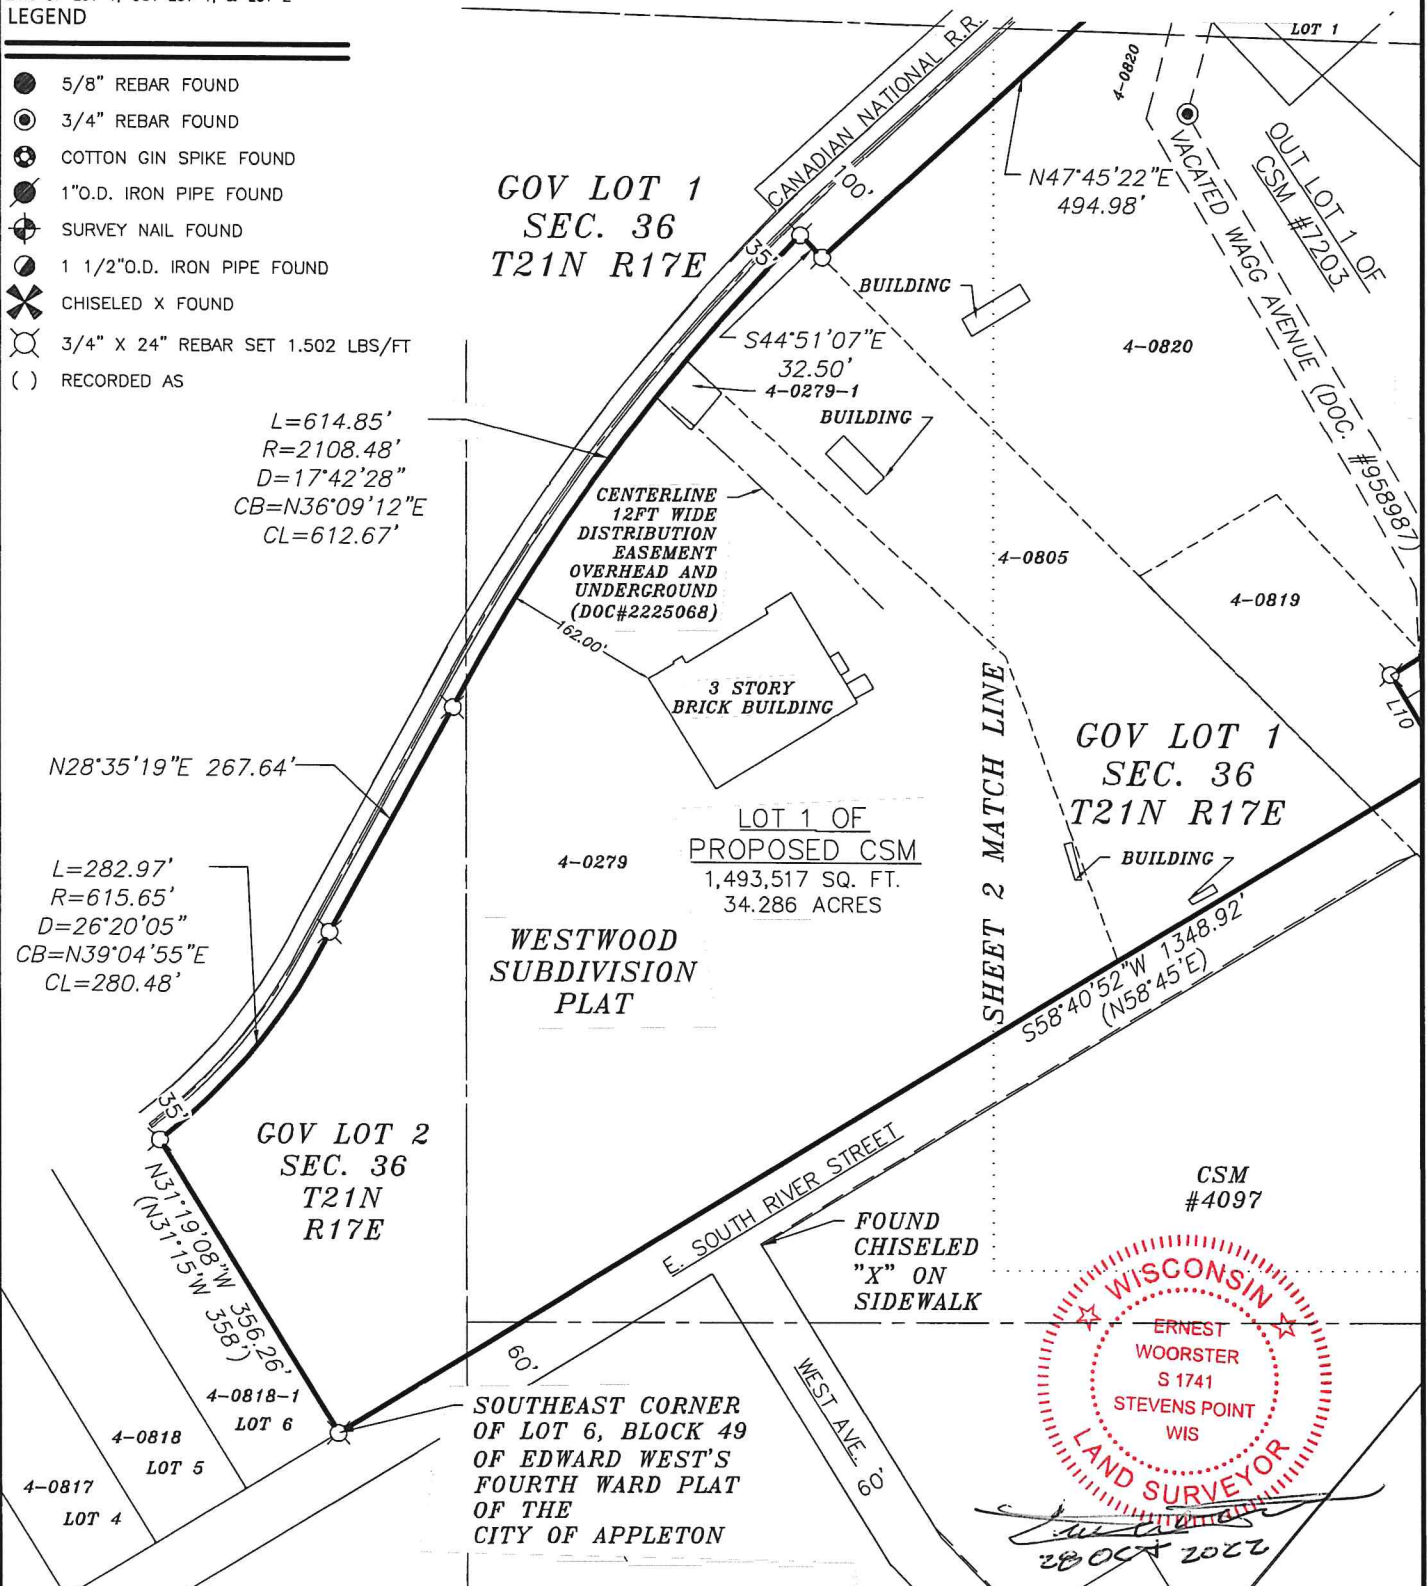 LEGEND
5/8" REBAR FOUND
3/4" REBAR FOUND
COTTON GIN SPIKE FOUND
1"O.D. IRON PIPE FOUND
SURVEY NAIL FOUND
1 1/2"O.D. IRON PIPE FOUND
CHISELED X FOUND
3/4" X 24" REBAR SET 1.502 LBS/FT
( ) RECORDED AS
GOV LOT 1
SEC. 36
T21N R17E
CANADIAN NATIONAL R.R.
100'
35'
LOT 1
4-0820
N47°45'22"E
494.98'
VACATED WAGG AVENUE (DOC. #958987)
OUT LOT 1 OF
CSM #7203
BUILDING
S44°51'07"E
32.50'
4-0279-1
BUILDING
4-0820
L=614.85'
R=2108.48'
D=17°42'28"
CB=N36°09'12"E
CL=612.67'
CENTERLINE
12FT WIDE
DISTRIBUTION
EASEMENT
OVERHEAD AND
UNDERGROUND
(DOC#2225068)
4-0805
4-0819
162.00'
3 STORY
BRICK BUILDING
L10
N28°35'19"E 267.64'
SHEET 2 MATCH LINE
GOV LOT 1
SEC. 36
T21N R17E
LOT 1 OF
PROPOSED CSM
1,493,517 SQ. FT.
34.286 ACRES
4-0279
BUILDING
L=282.97'
R=615.65'
D=26°20'05"
CB=N39°04'55"E
CL=280.48'
WESTWOOD
SUBDIVISION
PLAT
S58°40'52"W 1348.92'
(N58°45'E)
35'
GOV LOT 2
SEC. 36
T21N
R17E
N31°19'08"W 356.26'
(N31°15'W 358')
E. SOUTH RIVER STREET
FOUND
CHISELED
"X" ON
SIDEWALK
CSM
#4097
60'
WEST AVE. 60'
4-0818-1
LOT 6
4-0818
LOT 5
4-0817
LOT 4
SOUTHEAST CORNER
OF LOT 6, BLOCK 49
OF EDWARD WEST'S
FOURTH WARD PLAT
OF THE
CITY OF APPLETON
WISCONSIN
ERNEST
WOORSTER
S 1741
STEVENS POINT
WIS
LAND SURVEYOR
28 OCT 2022